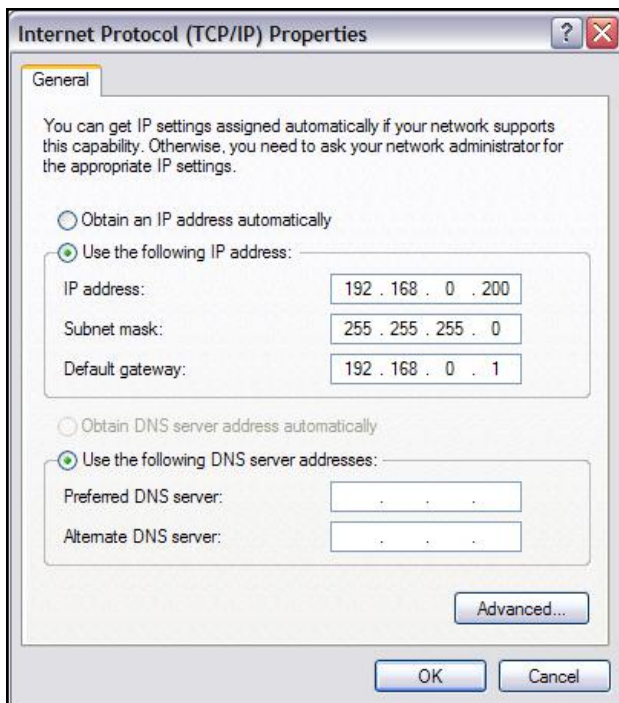 Internet Protocol (TCP/IP) Properties
General
You can get IP settings assigned automatically if your network supports
this capability. Otherwise, you need to ask your network administrator for
the appropriate IP settings.
Obtain an IP address automatically
Use the following IP address:
IP address: 192 . 168 . 0 . 200
Subnet mask: 255 . 255 . 255 . 0
Default gateway: 192 . 168 . 0 . 1
Obtain DNS server address automatically
Use the following DNS server addresses:
Preferred DNS server: . . .
Alternate DNS server: . . .
Advanced...
OK Cancel